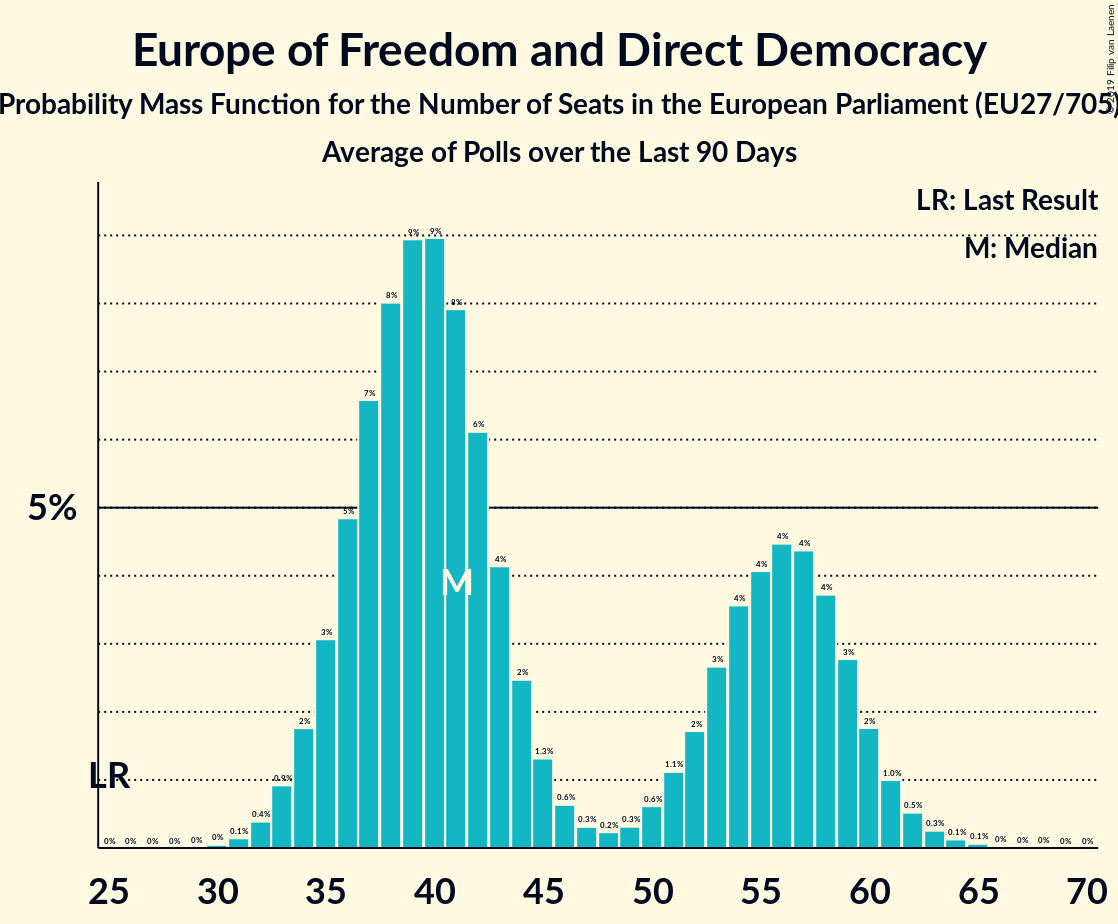 Europe of Freedom and Direct Democracy
Probability Mass Function for the Number of Seats in the European Parliament (EU27/705)
Average of Polls over the Last 90 Days
© 2019 Filip van Laenen
LR: Last Result
M: Median
9% 9%
8% 8%
7%
6%
5%
5%
4% 4%
4% 4% 4%
M
4% 4%
3% 3% 3%
2% 2% 2% 2%
LR
1.3% 1.1% 1.0%
0.9%
0.6% 0.6% 0.5%
0.4% 0.3% 0.2% 0.3% 0.3%
0% 0% 0% 0% 0% 0% 0.1% 0.1% 0.1% 0% 0% 0% 0% 0%
25 30 35 40 45 50 55 60 65 70